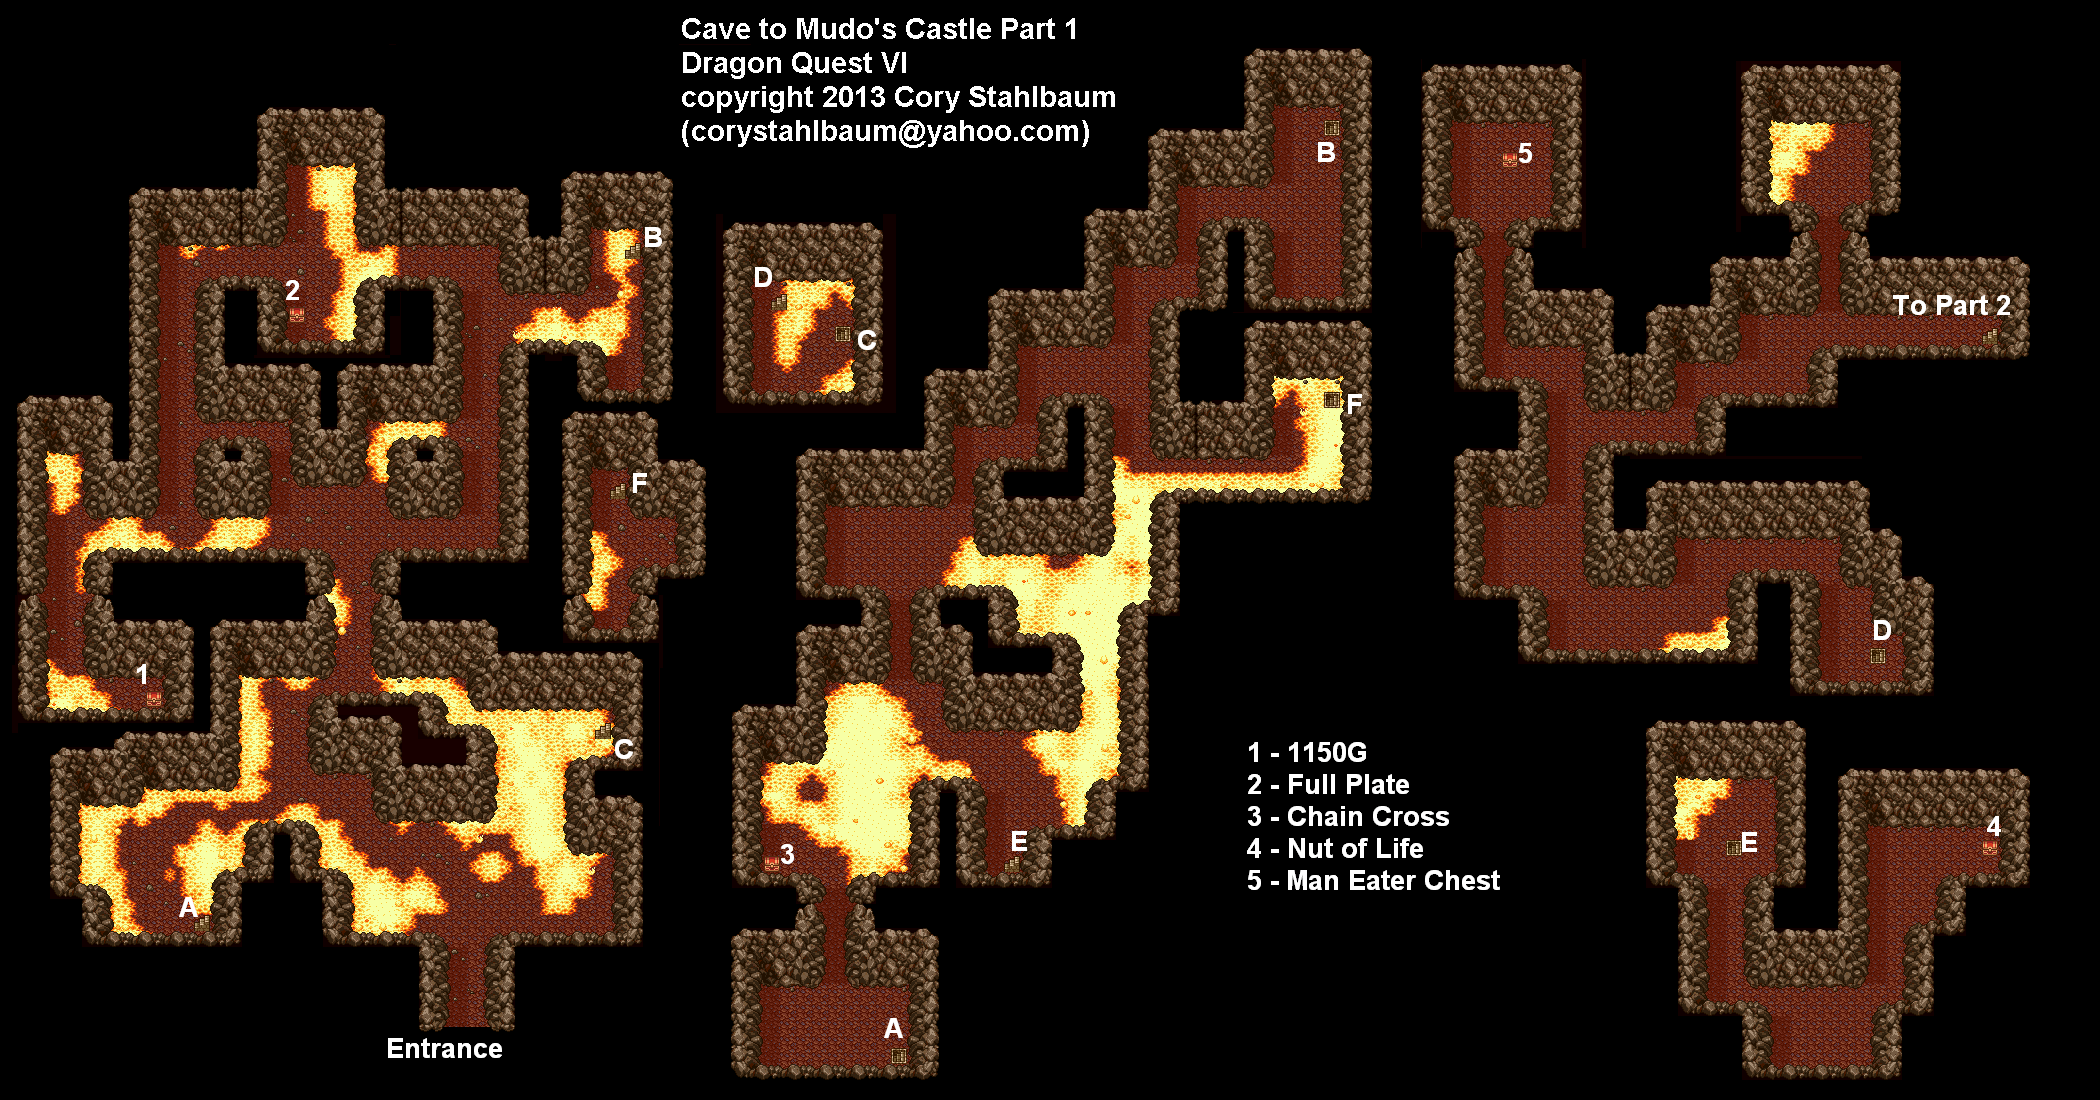 Cave to Mudo's Castle Part 1
Dragon Quest VI
copyright 2013 Cory Stahlbaum
(corystahlbaum@yahoo.com)
B
5
B
D
2
To Part 2
C
F
F
D
1
C
1 - 1150G
2 - Full Plate
3 - Chain Cross
4 - Nut of Life
5 - Man Eater Chest
4
E
E
3
A
A
Entrance